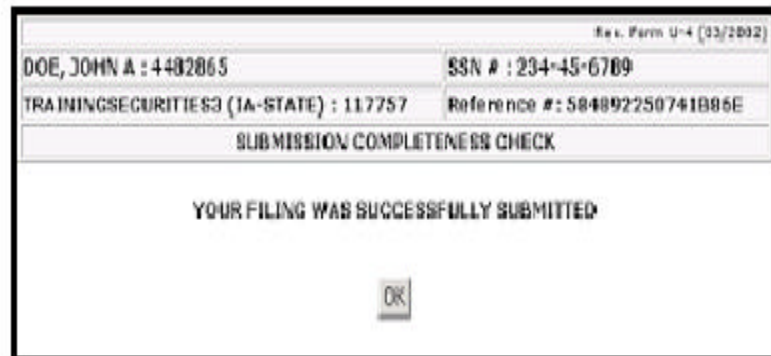 Rev. Form U-4 (03/2002)
DOE, JOHN A : 4482865 SSN # : 234-45-6789
TRAININGSECURITIES3 (IA-STATE) : 117757 Reference #: 584892250741B86E
SUBMISSION COMPLETENESS CHECK
YOUR FILING WAS SUCCESSFULLY SUBMITTED
OK